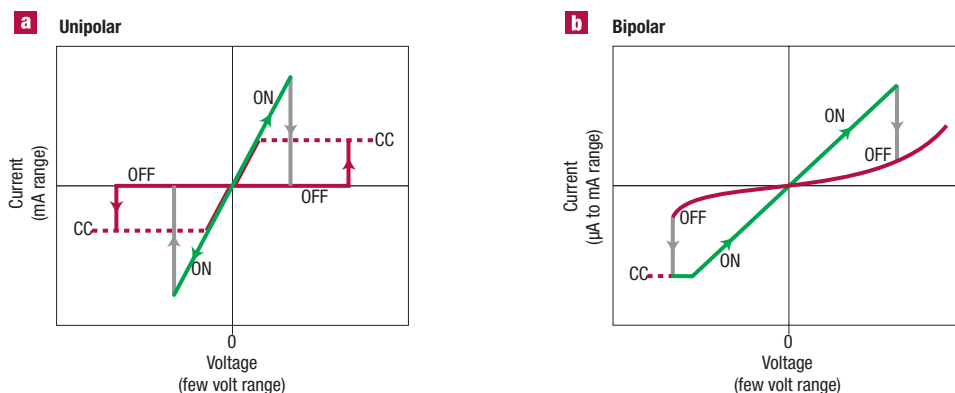 a Unipolar
ON
CC
OFF
OFF
CC
ON
Current
(mA range)
0
Voltage
(few volt range)
b Bipolar
ON
OFF
OFF
ON
CC
Current
(µA to mA range)
0
Voltage
(few volt range)